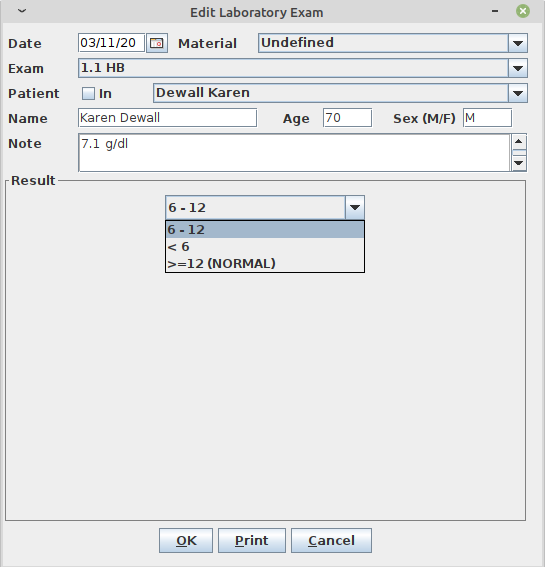 Edit Laboratory Exam
Date 03/11/20 Material Undefined
Exam 1.1 HB
Patient In Dewall Karen
Name Karen Dewall Age 70 Sex (M/F) M
Note 7.1 g/dl
Result
6 - 12
6 - 12
< 6
>=12 (NORMAL)
OK Print Cancel